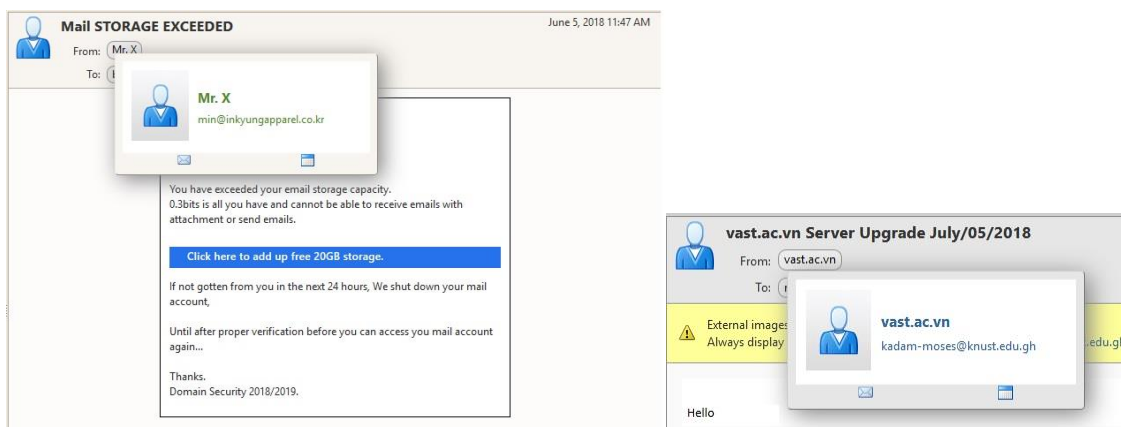 Mail STORAGE EXCEEDED
June 5, 2018 11:47 AM
From: Mr. X
To:
Mr. X
min@inkyungapparel.co.kr
You have exceeded your email storage capacity.
0.3bits is all you have and cannot be able to receive emails with
attachment or send emails.
Click here to add up free 20GB storage.
If not gotten from you in the next 24 hours, We shut down your mail
account,
Until after proper verification before you can access you mail account
again...
Thanks.
Domain Security 2018/2019.
vast.ac.vn Server Upgrade July/05/2018
From: vast.ac.vn
To:
External images
Always display
.edu.gh
vast.ac.vn
kadam-moses@knust.edu.gh
Hello